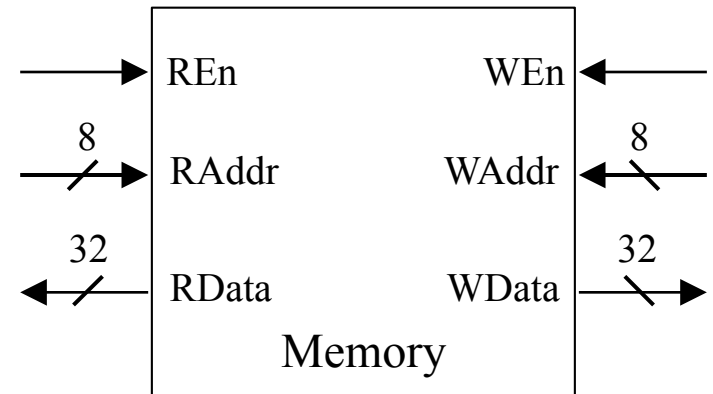 REn WEn
8 8
RAddr WAddr
32 32
RData WData
Memory